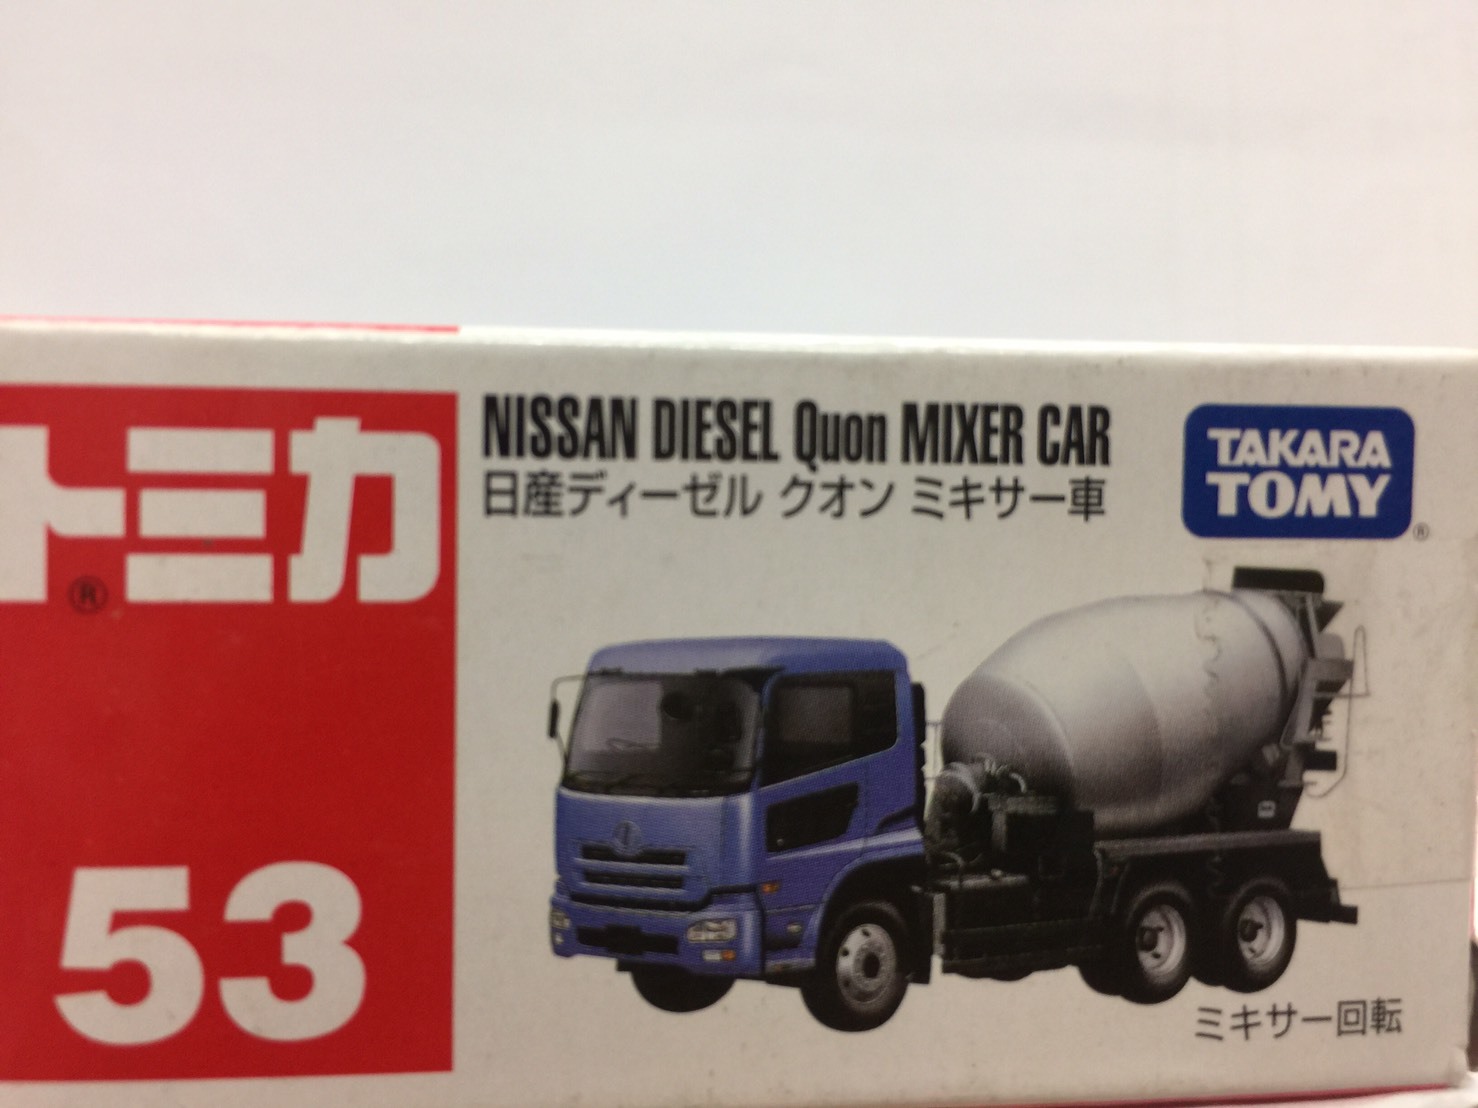 トミカ
®
53
NISSAN DIESEL Quon MIXER CAR
日産ディーゼル クオン ミキサー車
TAKARA
TOMY
®
ミキサー回転